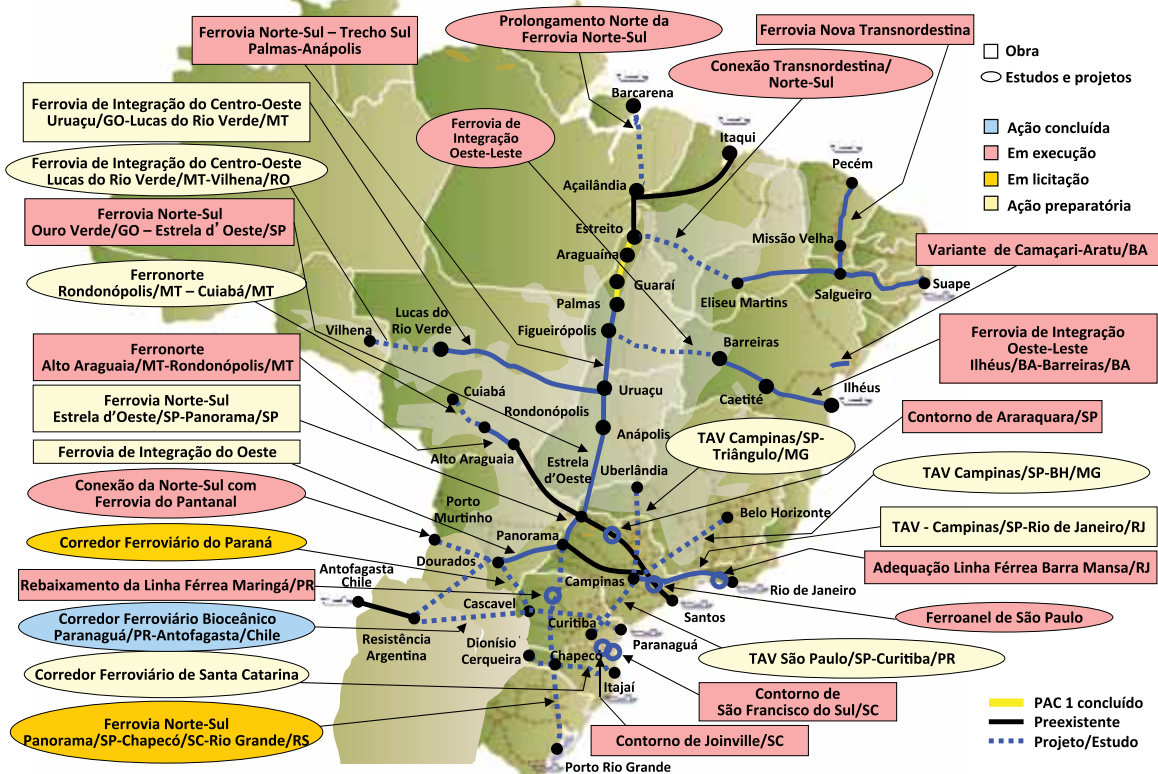 Ferrovia Norte-Sul – Trecho Sul
Palmas-Anápolis
Prolongamento Norte da
Ferrovia Norte-Sul
Ferrovia Nova Transnordestina
Conexão Transnordestina/
Norte-Sul
Obra
Estudos e projetos
Ação concluída
Em execução
Em licitação
Ação preparatória
Ferrovia de Integração do Centro-Oeste
Uruaçu/GO-Lucas do Rio Verde/MT
Ferrovia de
Integração
Oeste-Leste
Ferrovia de Integração do Centro-Oeste
Lucas do Rio Verde/MT-Vilhena/RO
Ferrovia Norte-Sul
Ouro Verde/GO – Estrela d’ Oeste/SP
Ferronorte
Rondonópolis/MT – Cuiabá/MT
Ferronorte
Alto Araguaia/MT-Rondonópolis/MT
Ferrovia Norte-Sul
Estrela d’Oeste/SP-Panorama/SP
Ferrovia de Integração do Oeste
Conexão da Norte-Sul com
Ferrovia do Pantanal
Corredor Ferroviário do Paraná
Rebaixamento da Linha Férrea Maringá/PR
Corredor Ferroviário Bioceânico
Paranaguá/PR-Antofagasta/Chile
Corredor Ferroviário de Santa Catarina
Ferrovia Norte-Sul
Panorama/SP-Chapecó/SC-Rio Grande/RS
Barcarena
Itaqui
Pecém
Açailândia
Estreito
Araguaína
Guaraí
Palmas
Figueirópolis
Missão Velha
Eliseu Martins
Salgueiro
Suape
Variante de Camaçari-Aratu/BA
Ferrovia de Integração
Oeste-Leste
Ilhéus/BA-Barreiras/BA
Vilhena
Lucas do
Rio Verde
Barreiras
Caetité
Ilhéus
Uruaçu
Cuiabá
Rondonópolis
Anápolis
Alto Araguaia
Estrela
d’Oeste
Uberlândia
TAV Campinas/SP-
Triângulo/MG
Contorno de Araraquara/SP
TAV Campinas/SP-BH/MG
TAV - Campinas/SP-Rio de Janeiro/RJ
Adequação Linha Férrea Barra Mansa/RJ
Ferroanel de São Paulo
TAV São Paulo/SP-Curitiba/PR
Contorno de
São Francisco do Sul/SC
Contorno de Joinville/SC
Porto
Murtinho
Panorama
Belo Horizonte
Dourados
Antofagasta
Chile
Campinas
Rio de Janeiro
Cascavel
Santos
Curitiba
Paranaguá
Resistência
Argentina
Dionísio
Cerqueira
Chapecó
Itajaí
Porto Rio Grande
PAC 1 concluído
Preexistente
Projeto/Estudo